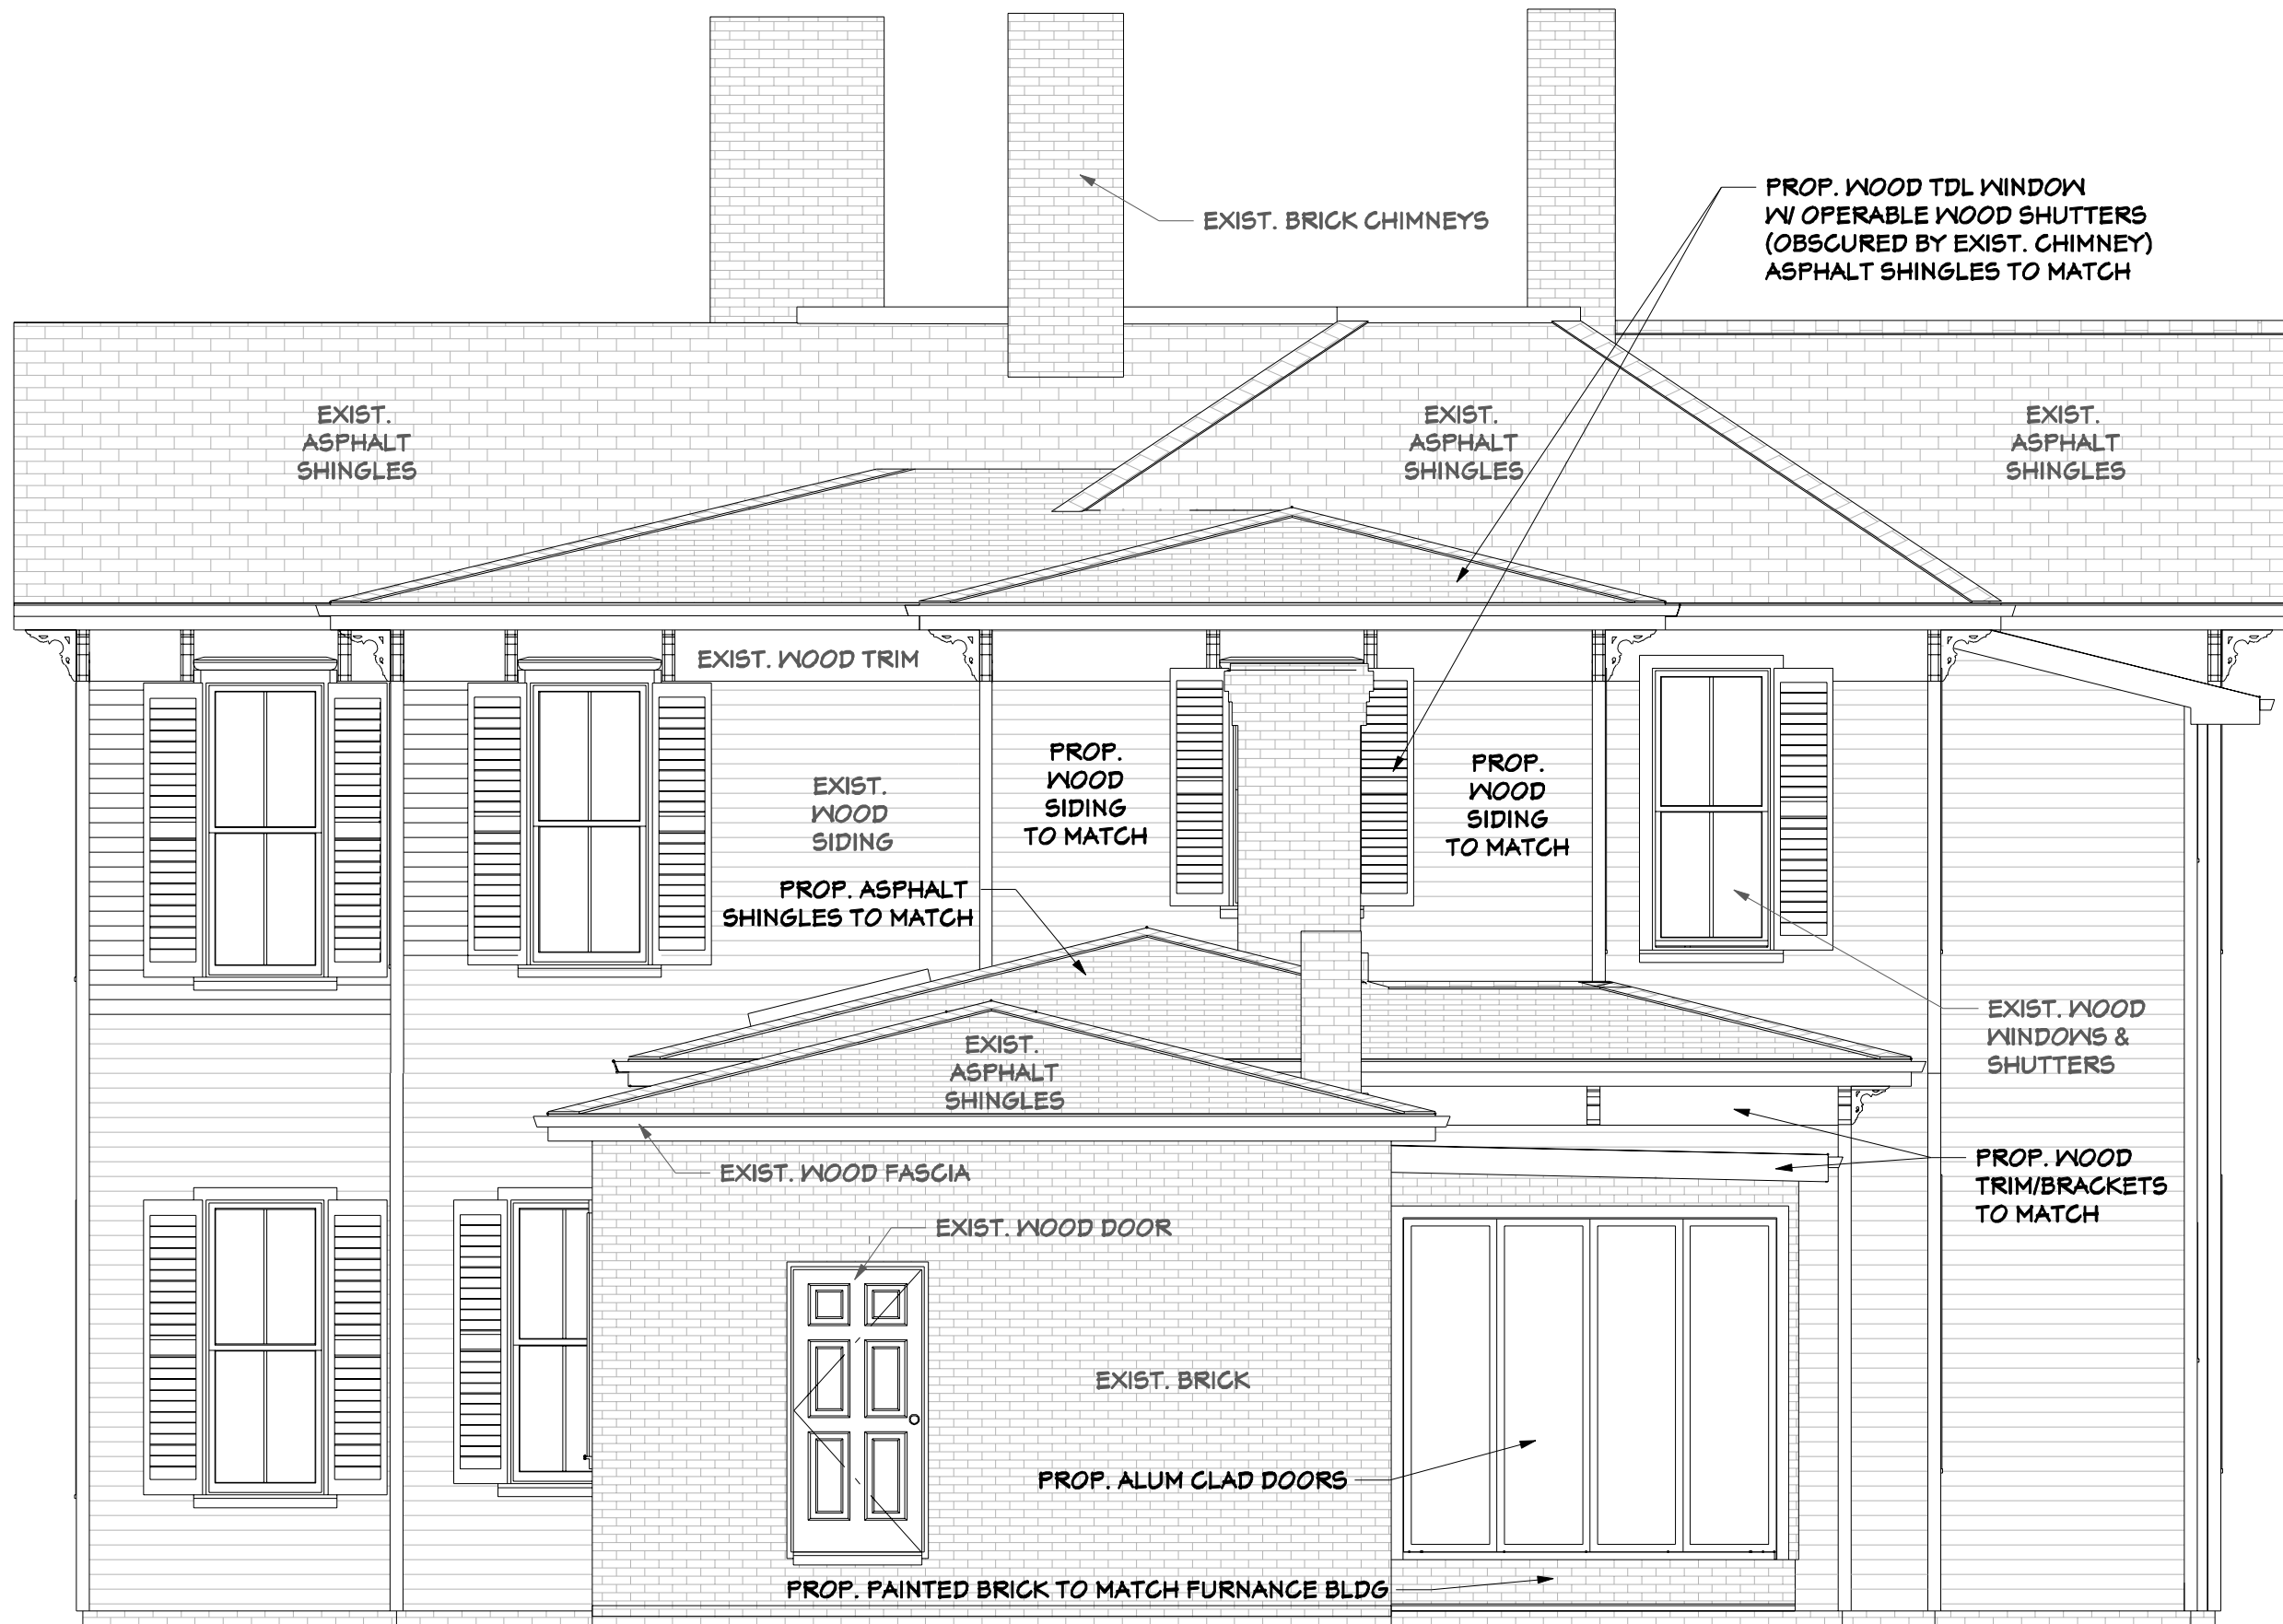 PROP. WOOD TDL WINDOW
W/ OPERABLE WOOD SHUTTERS
(OBSCURED BY EXIST. CHIMNEY)
ASPHALT SHINGLES TO MATCH
EXIST. BRICK CHIMNEYS
EXIST.
ASPHALT
SHINGLES
EXIST.
ASPHALT
SHINGLES
EXIST.
ASPHALT
SHINGLES
EXIST. WOOD TRIM
PROP.
WOOD
SIDING
TO MATCH
PROP.
WOOD
SIDING
TO MATCH
EXIST.
WOOD
SIDING
PROP. ASPHALT
SHINGLES TO MATCH
EXIST. WOOD
WINDOWS &
SHUTTERS
EXIST.
ASPHALT
SHINGLES
EXIST. WOOD FASCIA
PROP. WOOD
TRIM/BRACKETS
TO MATCH
EXIST. WOOD DOOR
EXIST. BRICK
PROP. ALUM CLAD DOORS
PROP. PAINTED BRICK TO MATCH FURNANCE BLDG